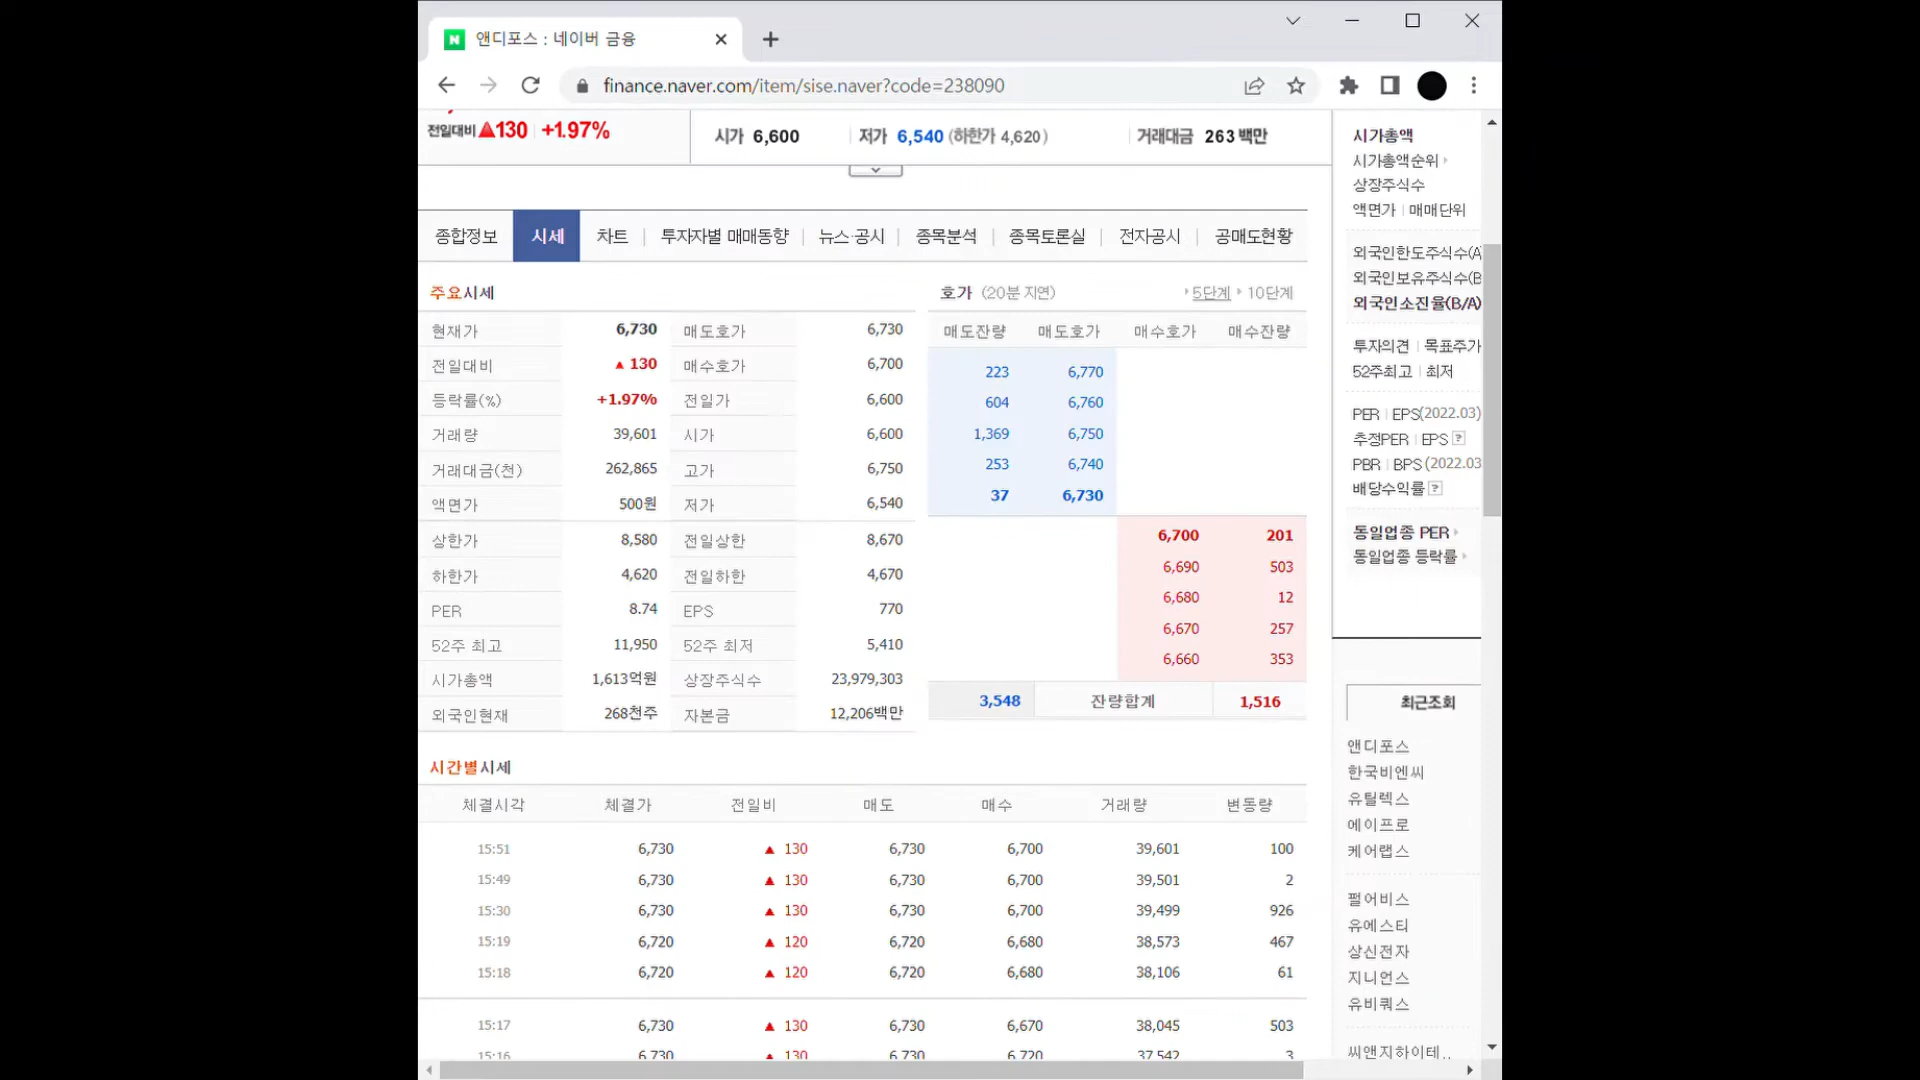 앤디포스 : 네이버 금융
finance.naver.com/item/sise.naver?code=238090
전일대비 ▲130 +1.97%
시가 6,600 저가 6,540 (하한가 4,620) 거래대금 263 백만
종합정보 시세 차트 투자자별 매매동향 뉴스·공시 종목분석 종목토론실 전자공시 공매도현황
주요시세
현재가 6,730 매도호가 6,730
전일대비 ▲ 130 매수호가 6,700
등락률(%) +1.97% 전일가 6,600
거래량 39,601 시가 6,600
거래대금(천) 262,865 고가 6,750
액면가 500원 저가 6,540
상한가 8,580 전일상한 8,670
하한가 4,620 전일하한 4,670
PER 8.74 EPS 770
52주 최고 11,950 52주 최저 5,410
시가총액 1,613억원 상장주식수 23,979,303
외국인현재 268천주 자본금 12,206백만
호가 (20분 지연) 5단계 10단계
매도잔량 매도호가 매수호가 매수잔량
223 6,770
604 6,760
1,369 6,750
253 6,740
37 6,730
6,700 201
6,690 503
6,680 12
6,670 257
6,660 353
3,548 잔량합계 1,516
시간별시세
체결시각 체결가 전일비 매도 매수 거래량 변동량
15:51 6,730 ▲ 130 6,730 6,700 39,601 100
15:49 6,730 ▲ 130 6,730 6,700 39,501 2
15:30 6,730 ▲ 130 6,730 6,700 39,499 926
15:19 6,720 ▲ 120 6,720 6,680 38,573 467
15:18 6,720 ▲ 120 6,720 6,680 38,106 61
15:17 6,730 ▲ 130 6,730 6,670 38,045 503
15:16 6,730 ▲ 130 6,730 6,720 37,542 3
시가총액
시가총액순위
상장주식수
액면가 | 매매단위
외국인한도주식수(A
외국인보유주식수(B
외국인소진율(B/A)
투자의견 | 목표주가
52주최고 | 최저
PER | EPS(2022.03)
추정PER | EPS ?
PBR | BPS (2022.03
배당수익률 ?
동일업종 PER
동일업종 등락률
최근조회
앤디포스
한국비엔씨
유틸렉스
에이프로
케어랩스
펄어비스
유에스티
상신전자
지니언스
유비쿼스
씨앤지하이테..